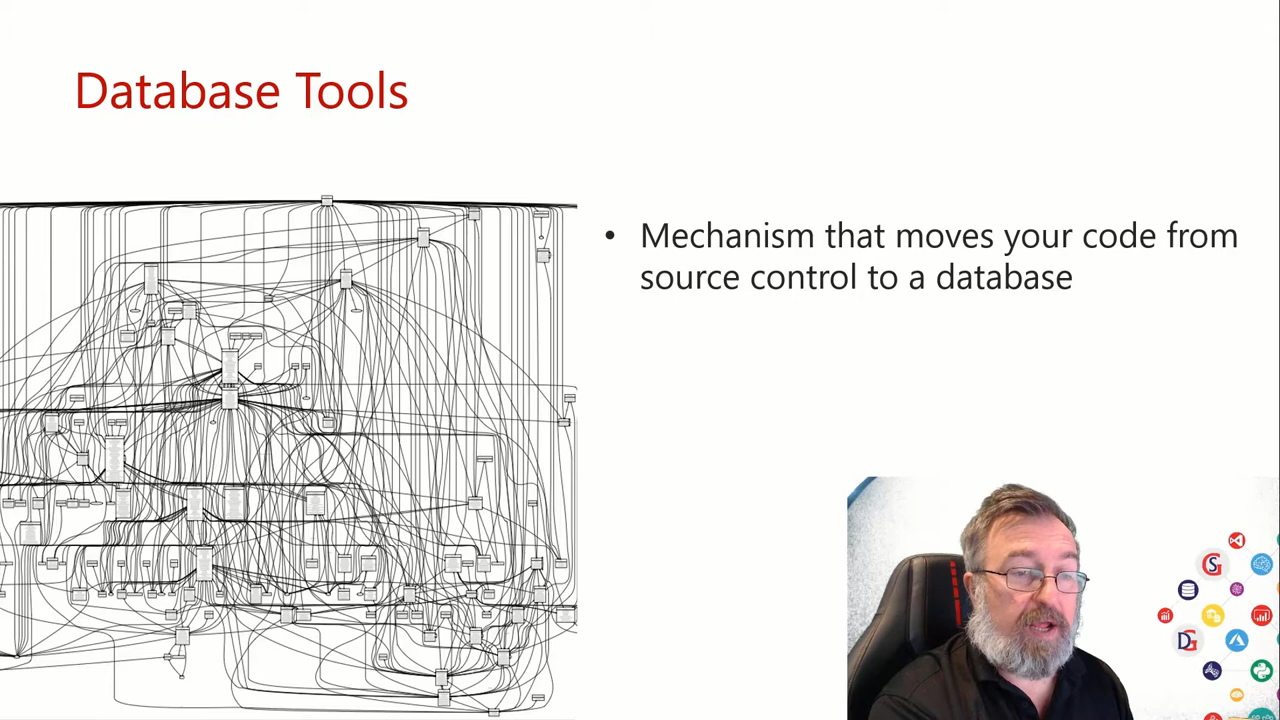 Database Tools
• Mechanism that moves your code from
source control to a database